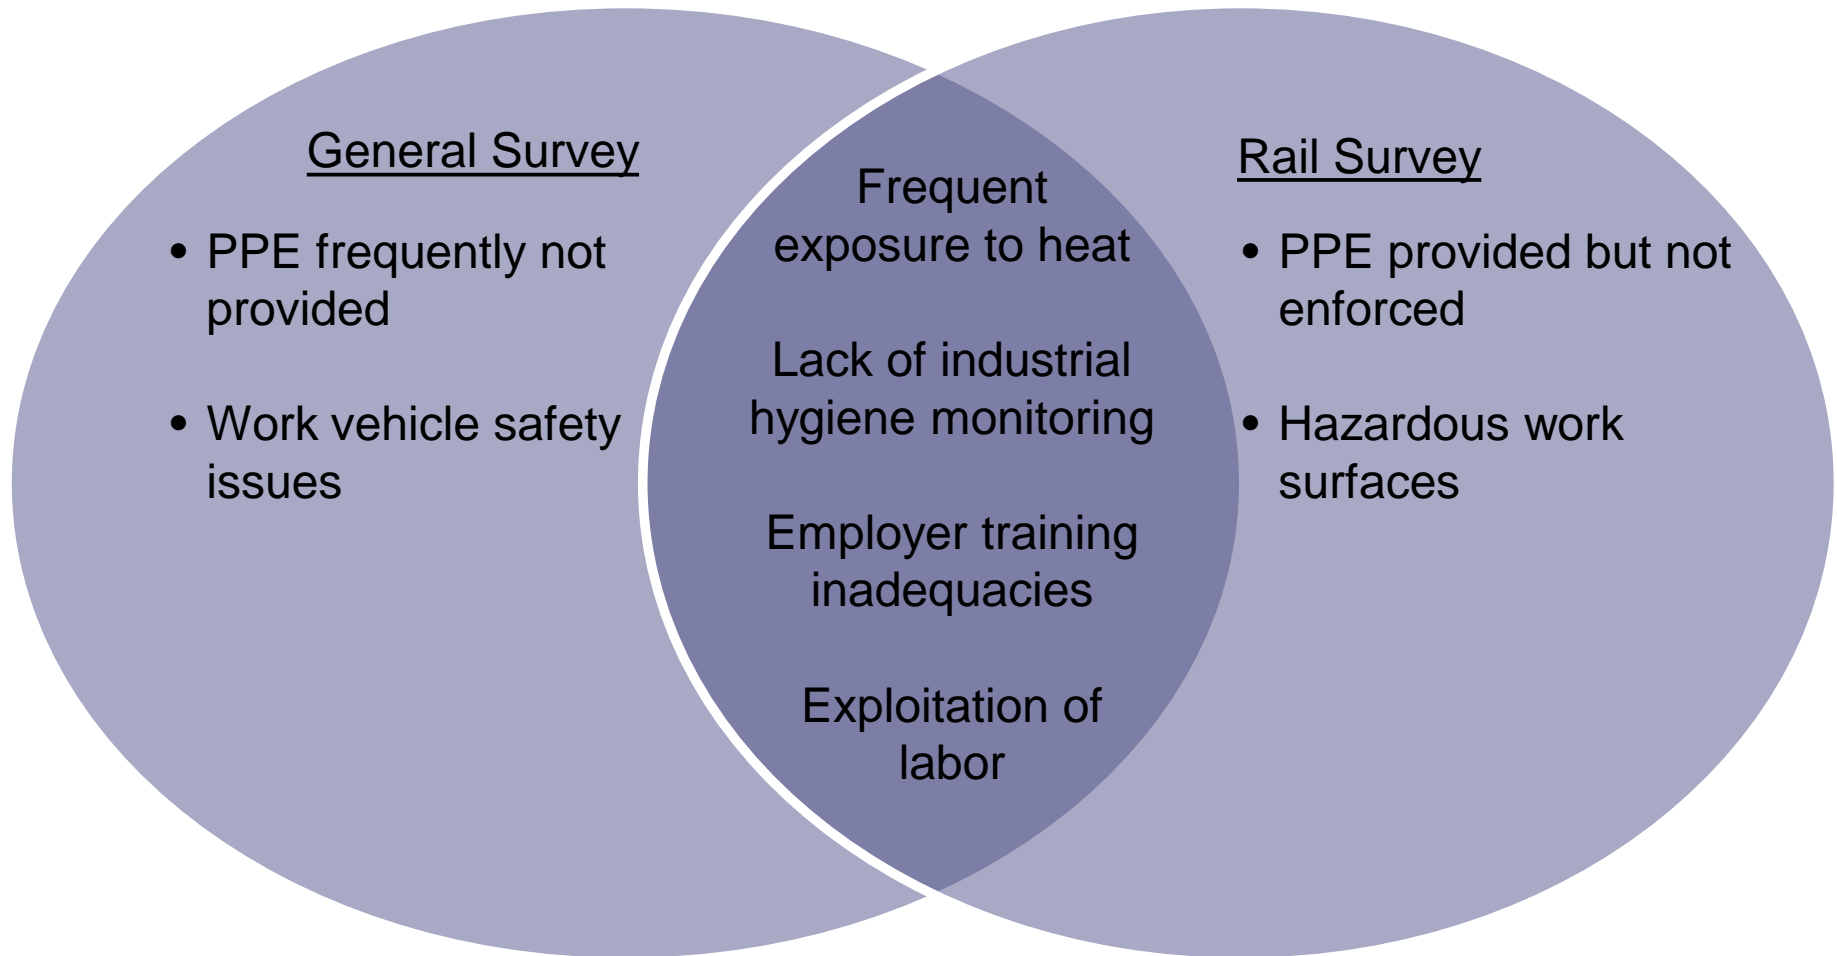 General Survey
• PPE frequently not
provided
• Work vehicle safety
issues
Frequent
exposure to heat
Lack of industrial
hygiene monitoring
Employer training
inadequacies
Exploitation of
labor
Rail Survey
• PPE provided but not
enforced
• Hazardous work
surfaces